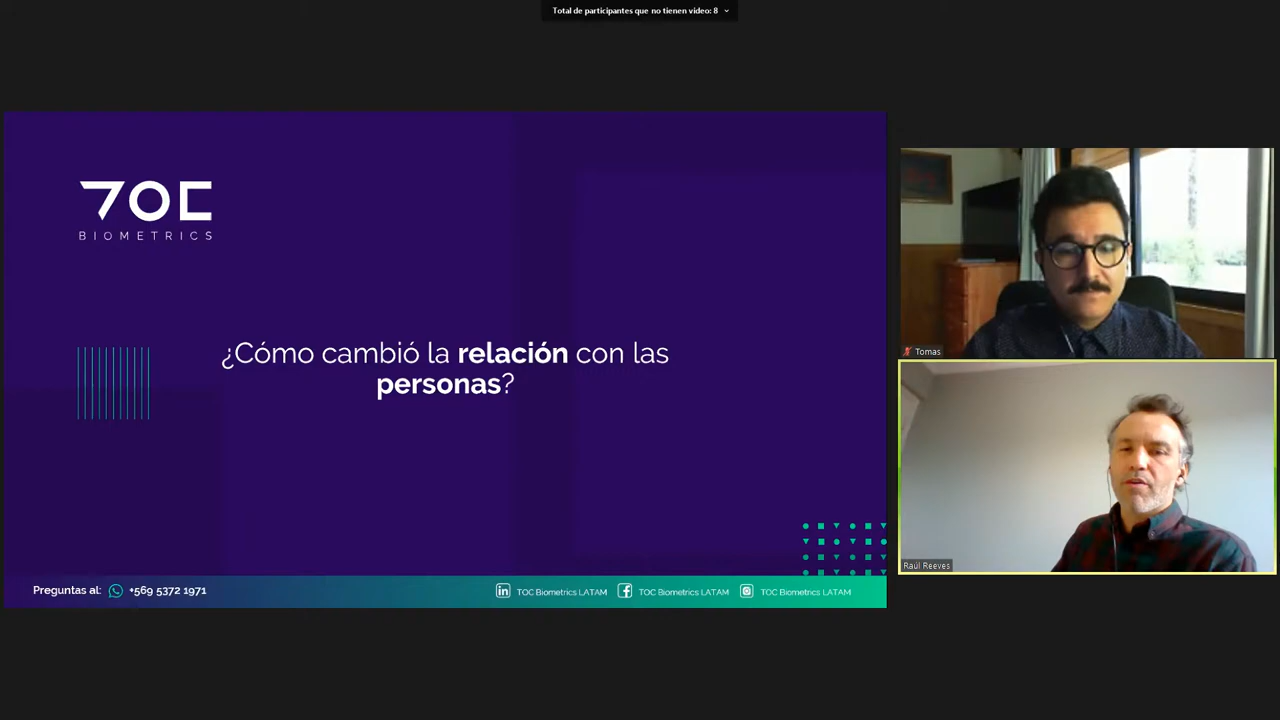 Total de participantes que no tienen video: 8
TOC
BIOMETRICS
¿Cómo cambió la relación con las
personas?
Preguntas al: +569 5372 1971
TOC Biometrics LATAM
TOC Biometrics LATAM
TOC Biometrics LATAM
Tomas
Raúl Reeves